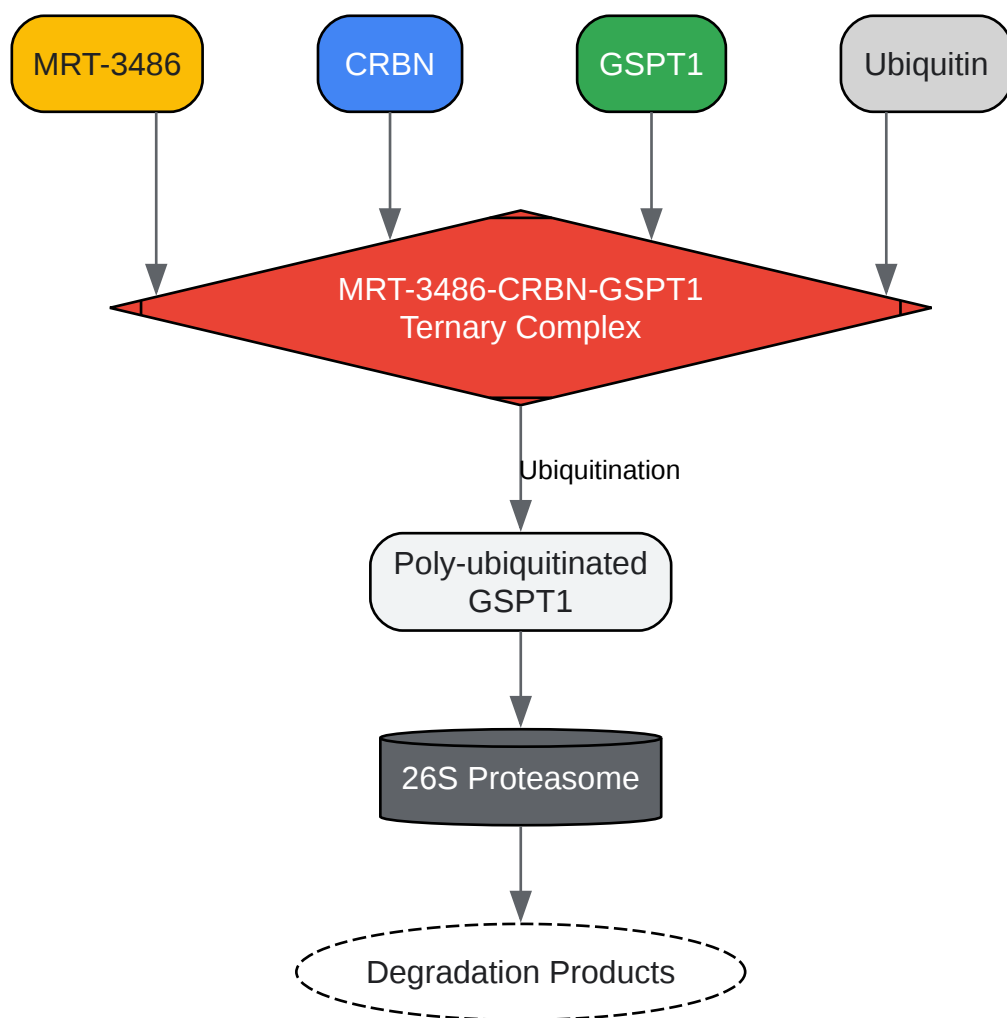 MRT-3486
CRBN
GSPT1
Ubiquitin
MRT-3486-CRBN-GSPT1
Ternary Complex
Ubiquitination
Poly-ubiquitinated
GSPT1
26S Proteasome
Degradation Products